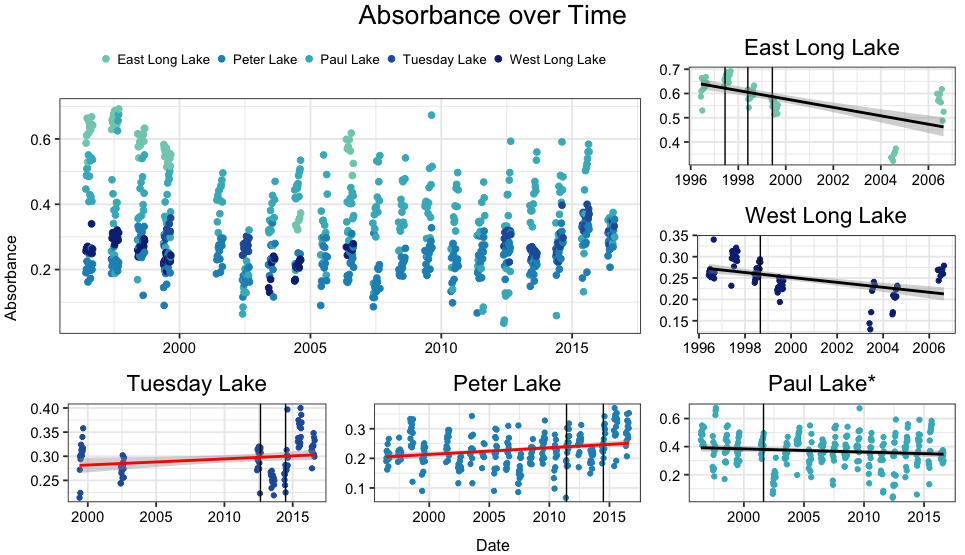 Absorbance over Time
East Long Lake Peter Lake Paul Lake Tuesday Lake West Long Lake
Absorbance
0.6
0.4
0.2
2000 2005 2010 2015
East Long Lake
0.7
0.6
0.5
0.4
1996 1998 2000 2002 2004 2006
West Long Lake
0.35
0.30
0.25
0.20
0.15
1996 1998 2000 2002 2004 2006
Tuesday Lake
0.40
0.35
0.30
0.25
2000 2005 2010 2015
Peter Lake
0.3
0.2
0.1
2000 2005 2010 2015
Paul Lake*
0.6
0.4
0.2
2000 2005 2010 2015
Date